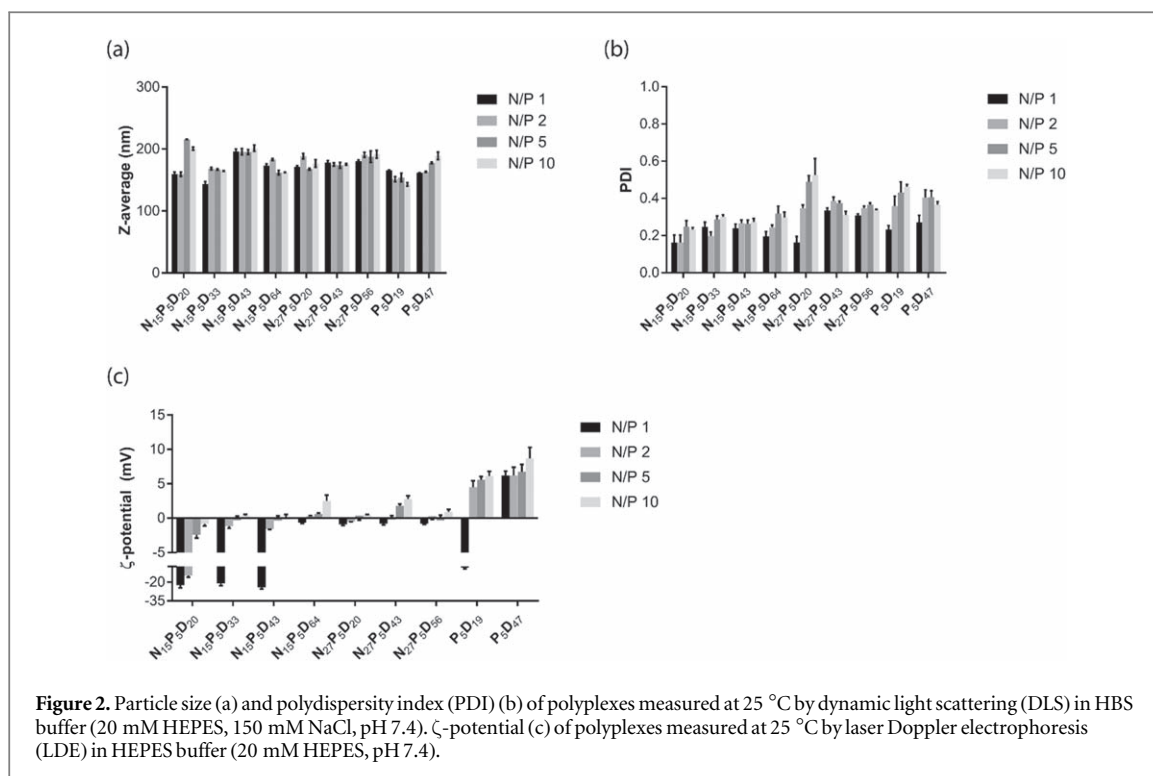 (a)
300
200
100
0
Z-average (nm)
N/P 1
N/P 2
N/P 5
N/P 10
N₁₅P₅D₂₀
N₁₅P₅D₃₃
N₁₅P₅D₄₃
N₁₅P₅D₆₄
N₂₇P₅D₂₀
N₂₇P₅D₄₃
N₂₇P₅D₅₆
P₅D₁₉
P₅D₄₇
(b)
1.0
0.8
0.6
0.4
0.2
0.0
PDI
N/P 1
N/P 2
N/P 5
N/P 10
N₁₅P₅D₂₀
N₁₅P₅D₃₃
N₁₅P₅D₄₃
N₁₅P₅D₆₄
N₂₇P₅D₂₀
N₂₇P₅D₄₃
N₂₇P₅D₅₆
P₅D₁₉
P₅D₄₇
(c)
15
10
5
0
-5
-20
-35
ζ-potential (mV)
N/P 1
N/P 2
N/P 5
N/P 10
N₁₅P₅D₂₀
N₁₅P₅D₃₃
N₁₅P₅D₄₃
N₁₅P₅D₆₄
N₂₇P₅D₂₀
N₂₇P₅D₄₃
N₂₇P₅D₅₆
P₅D₁₉
P₅D₄₇
Figure 2. Particle size (a) and polydispersity index (PDI) (b) of polyplexes measured at 25 °C by dynamic light scattering (DLS) in HBS
buffer (20 mM HEPES, 150 mM NaCl, pH 7.4). ζ-potential (c) of polyplexes measured at 25 °C by laser Doppler electrophoresis
(LDE) in HEPES buffer (20 mM HEPES, pH 7.4).